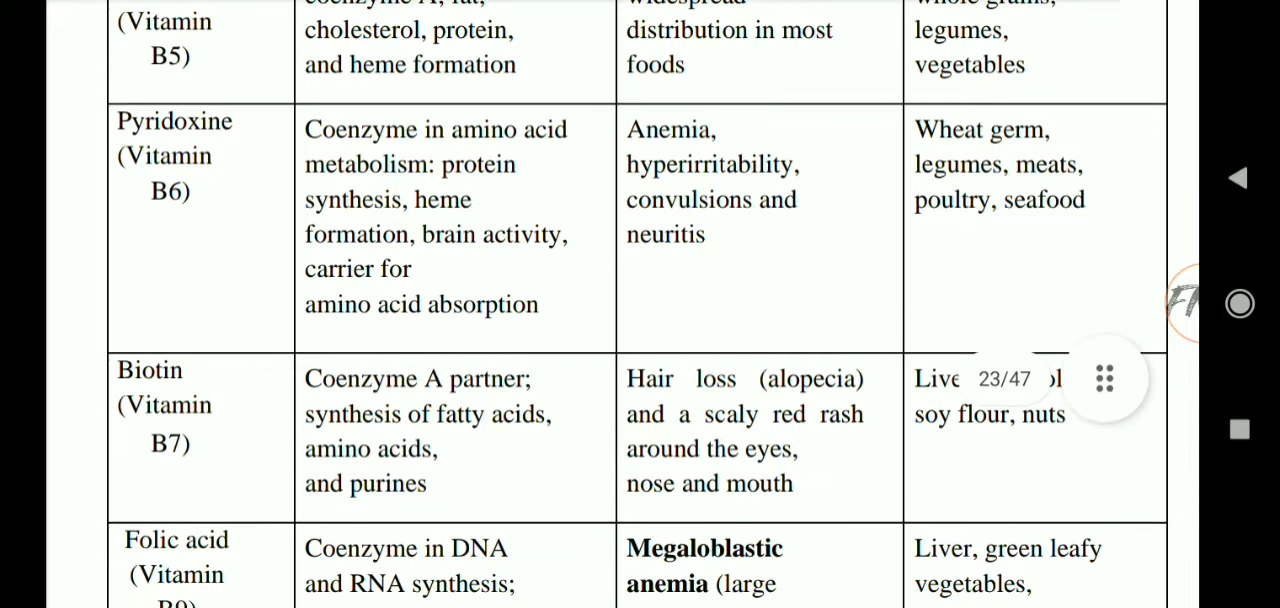 (Vitamin
B5)
cholesterol, protein,
and heme formation
distribution in most
foods
legumes,
vegetables
Pyridoxine
(Vitamin
B6)
Coenzyme in amino acid
metabolism: protein
synthesis, heme
formation, brain activity,
carrier for
amino acid absorption
Anemia,
hyperirritability,
convulsions and
neuritis
Wheat germ,
legumes, meats,
poultry, seafood
Biotin
(Vitamin
B7)
Coenzyme A partner;
synthesis of fatty acids,
amino acids,
and purines
Hair loss (alopecia)
and a scaly red rash
around the eyes,
nose and mouth
23/47
soy flour, nuts
Folic acid
(Vitamin
Coenzyme in DNA
and RNA synthesis;
Megaloblastic
anemia (large
Liver, green leafy
vegetables,